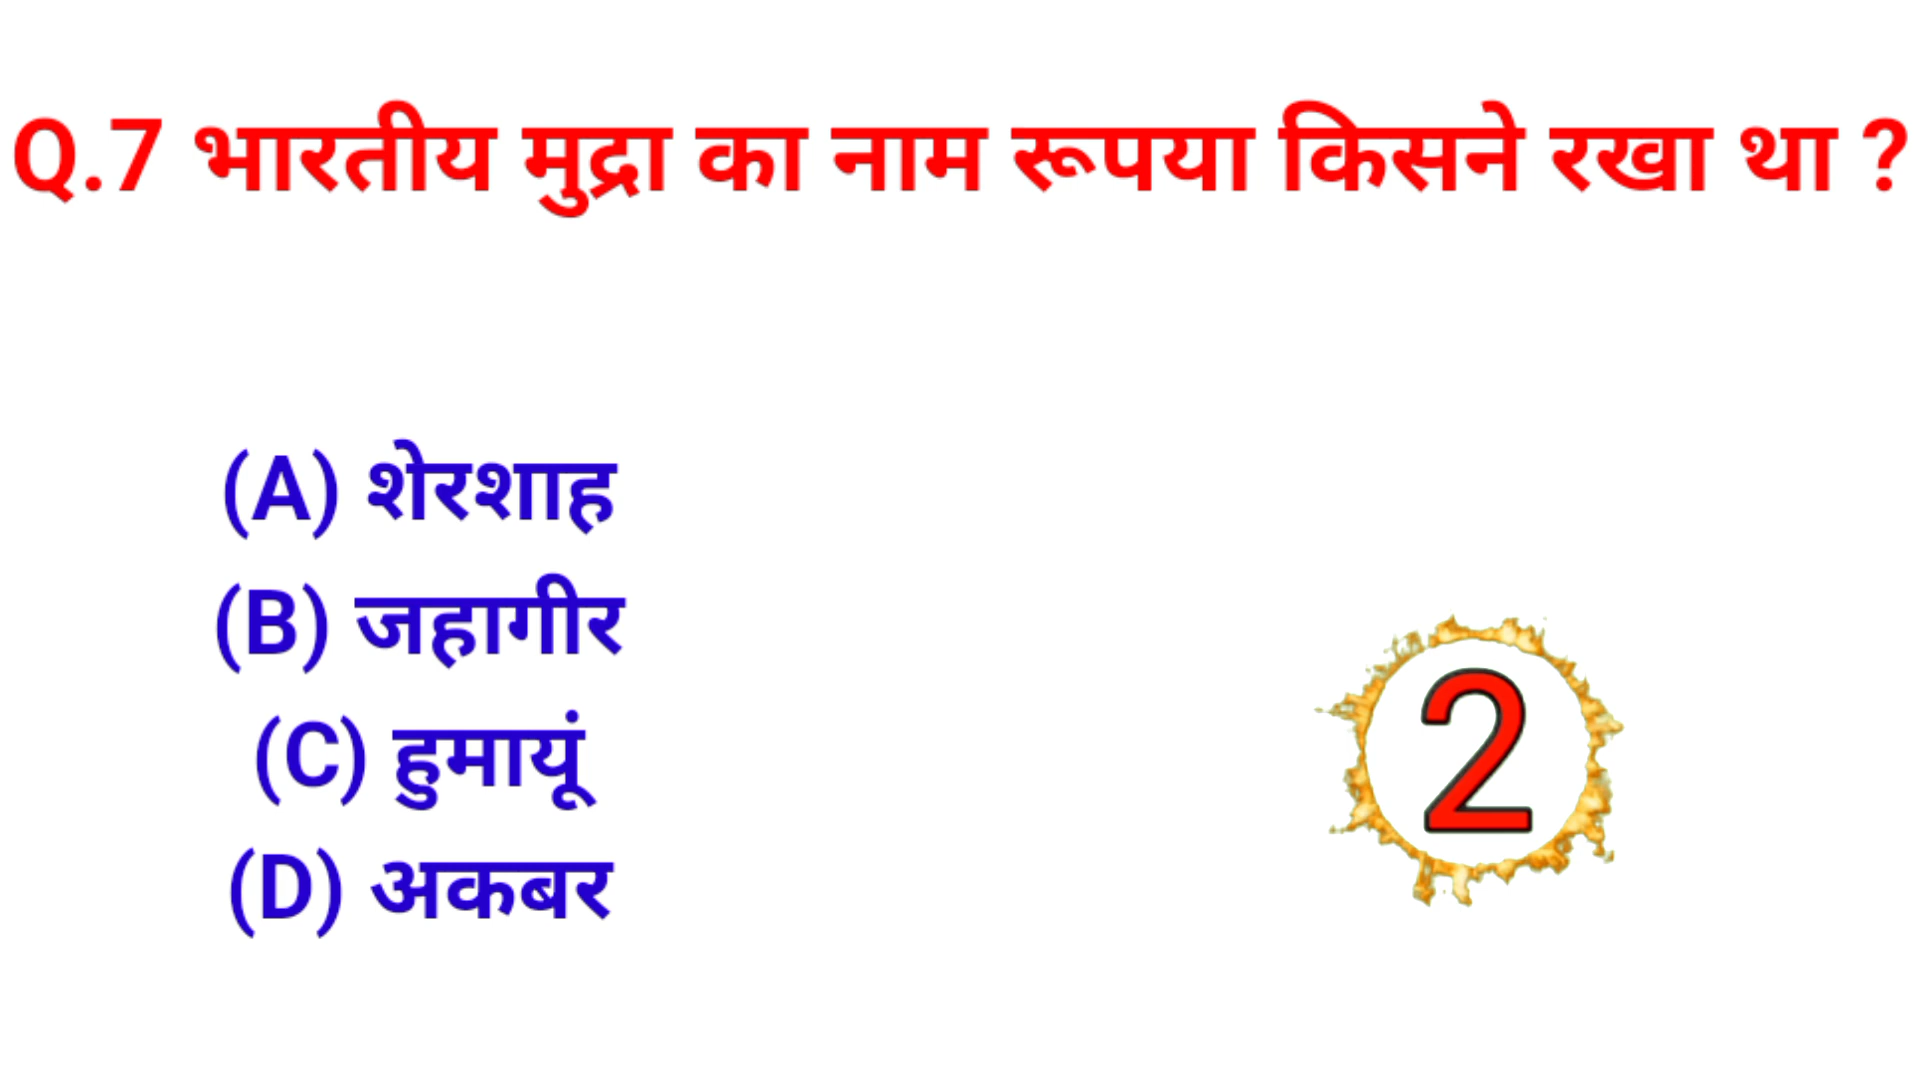 Q.7 भारतीय मुद्रा का नाम रूपया किसने रखा था ?
(A) शेरशाह
(B) जहागीर
(C) हुमायूं
(D) अकबर
2